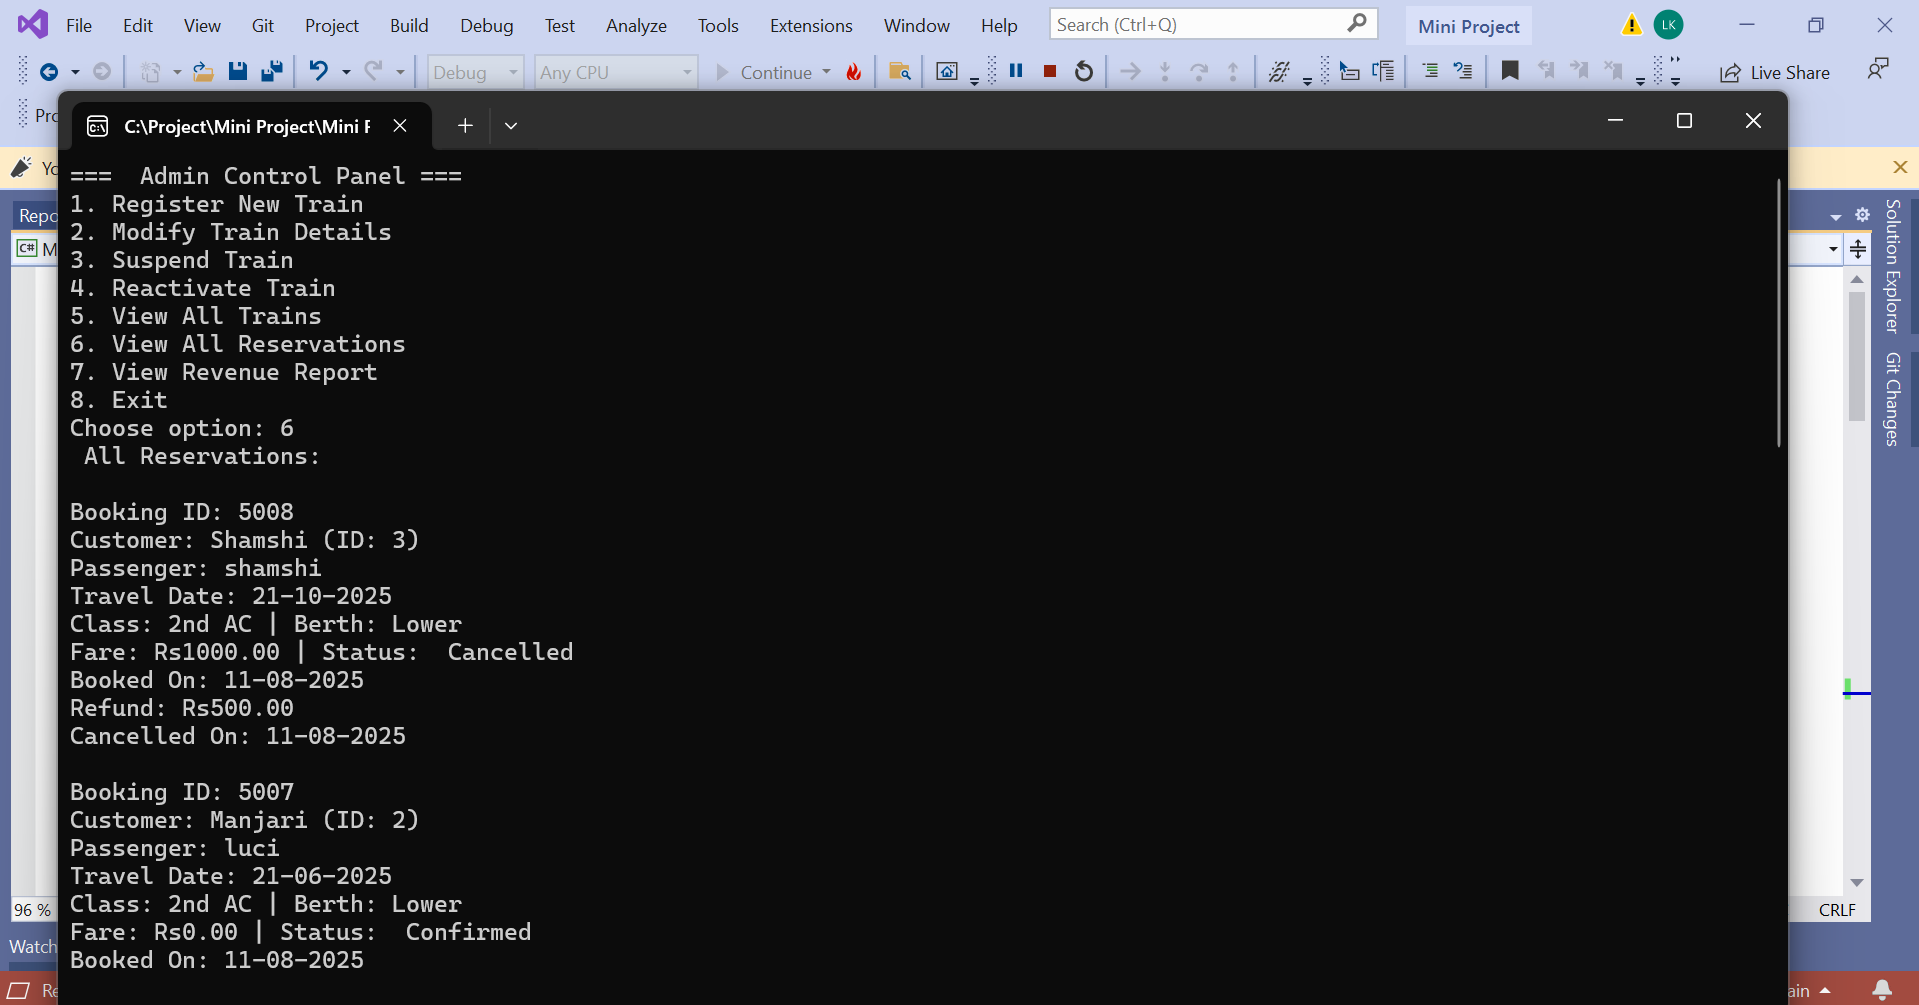 File Edit View Git Project Build Debug Test Analyze Tools Extensions Window Help Search (Ctrl+Q) Mini Project LK
Debug Any CPU Continue Live Share
C:\Project\Mini Project\Mini
CRLF
96 %
Watch
Solution Explorer
Git Changes
=== Admin Control Panel ===
1. Register New Train
2. Modify Train Details
3. Suspend Train
4. Reactivate Train
5. View All Trains
6. View All Reservations
7. View Revenue Report
8. Exit
Choose option: 6
All Reservations:
Booking ID: 5008
Customer: Shamshi (ID: 3)
Passenger: shamshi
Travel Date: 21-10-2025
Class: 2nd AC | Berth: Lower
Fare: Rs1000.00 | Status:  Cancelled
Booked On: 11-08-2025
Refund: Rs500.00
Cancelled On: 11-08-2025
Booking ID: 5007
Customer: Manjari (ID: 2)
Passenger: luci
Travel Date: 21-06-2025
Class: 2nd AC | Berth: Lower
Fare: Rs0.00 | Status:  Confirmed
Booked On: 11-08-2025